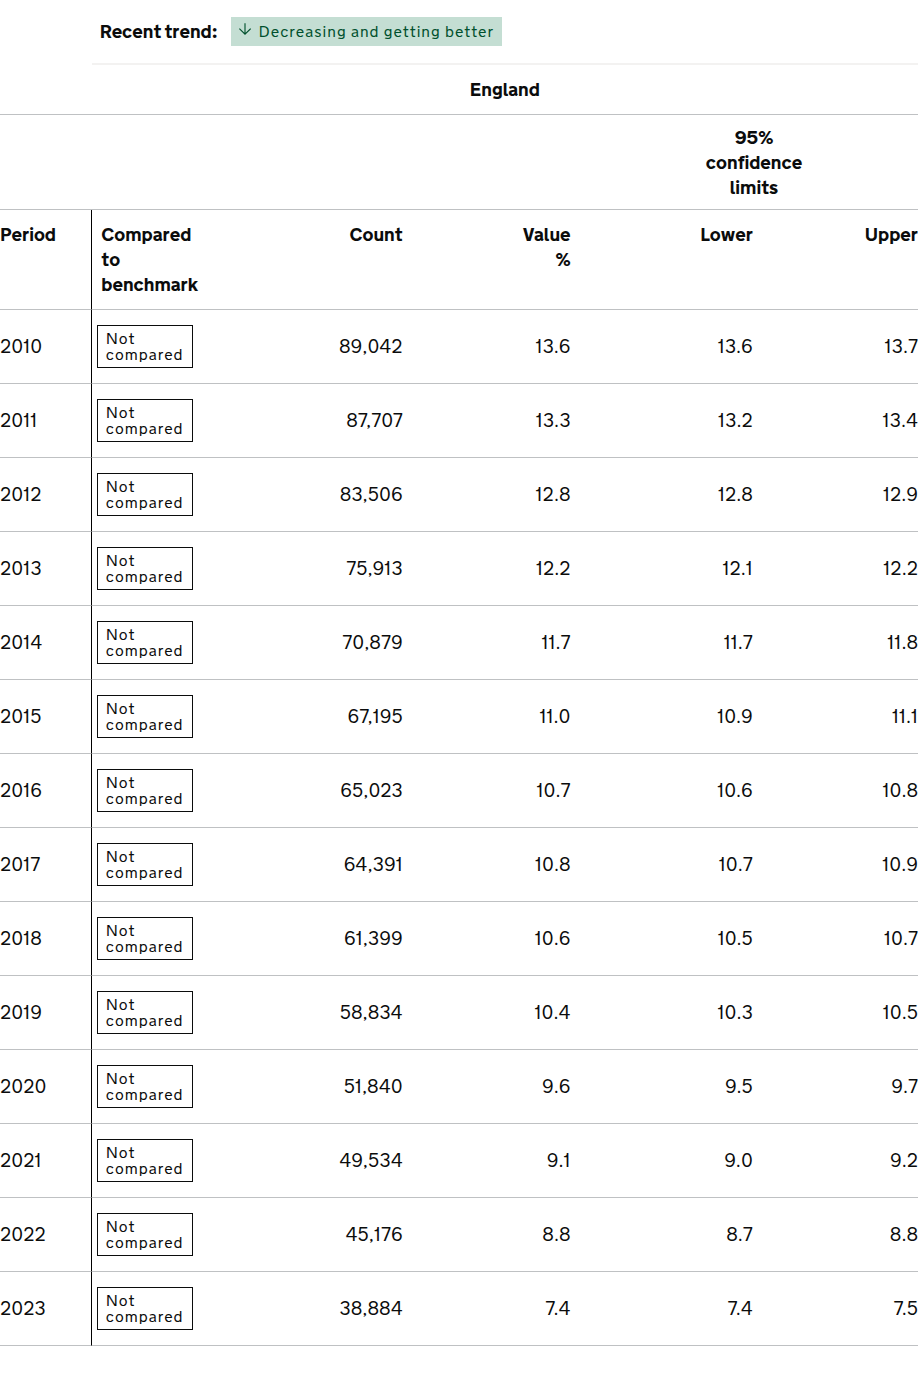 Recent trend: ↓ Decreasing and getting better
England
95%
confidence
limits
Period Compared to benchmark Count Value % Lower Upper
2010 Not compared 89,042 13.6 13.6 13.7
2011 Not compared 87,707 13.3 13.2 13.4
2012 Not compared 83,506 12.8 12.8 12.9
2013 Not compared 75,913 12.2 12.1 12.2
2014 Not compared 70,879 11.7 11.7 11.8
2015 Not compared 67,195 11.0 10.9 11.1
2016 Not compared 65,023 10.7 10.6 10.8
2017 Not compared 64,391 10.8 10.7 10.9
2018 Not compared 61,399 10.6 10.5 10.7
2019 Not compared 58,834 10.4 10.3 10.5
2020 Not compared 51,840 9.6 9.5 9.7
2021 Not compared 49,534 9.1 9.0 9.2
2022 Not compared 45,176 8.8 8.7 8.8
2023 Not compared 38,884 7.4 7.4 7.5